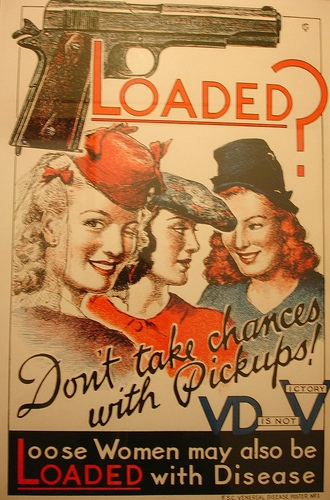 LOADED?
Don't take chances
with Pickups!
VD IS NOT VICTORY
Loose Women may also be
LOADED with Disease